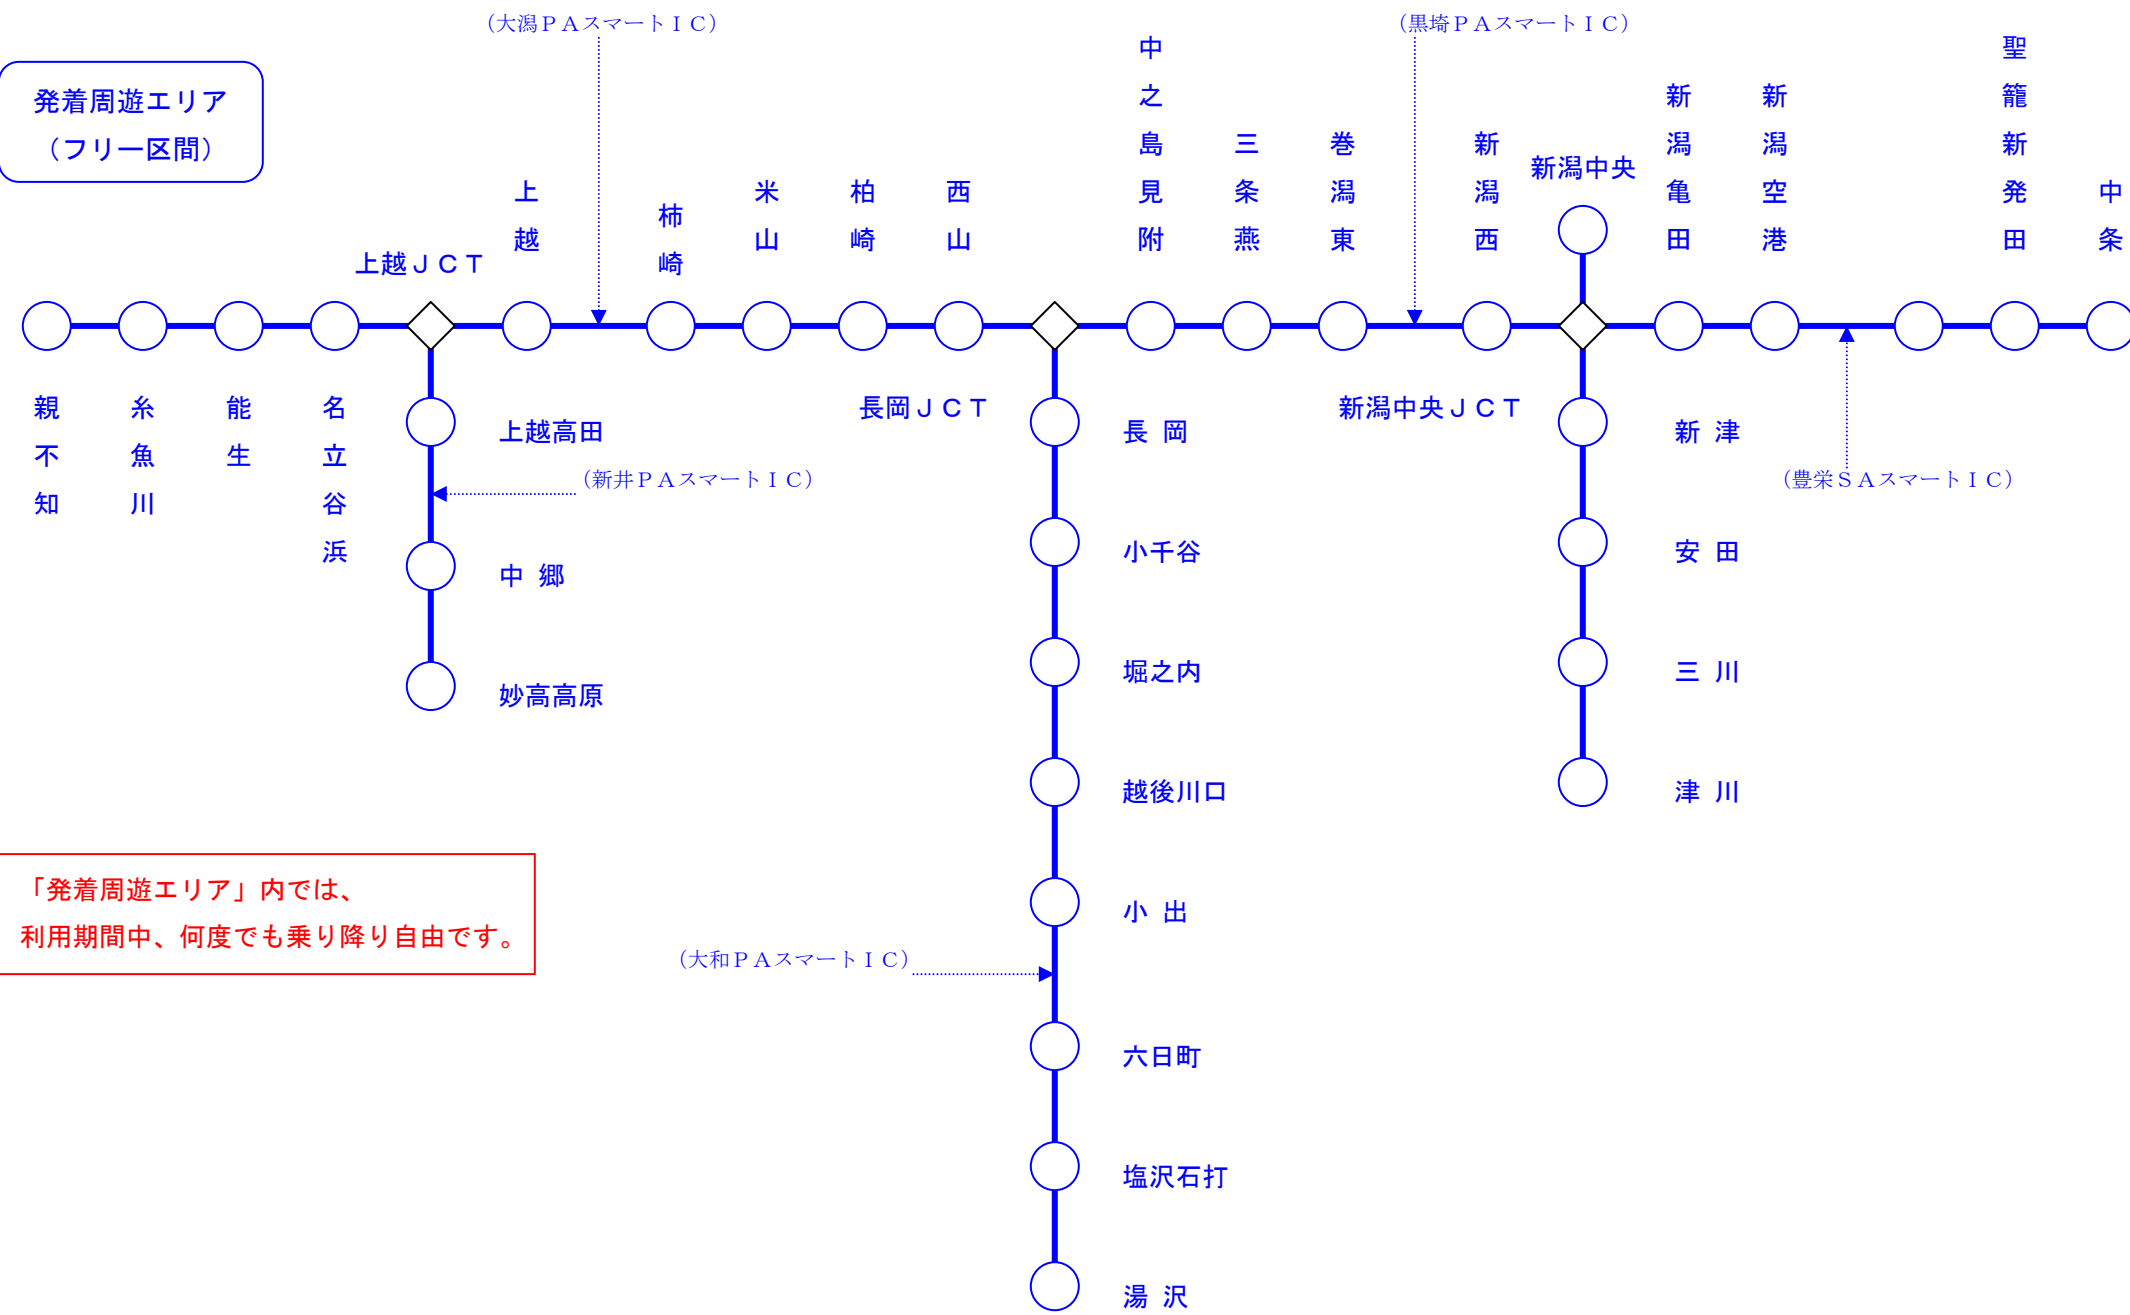 （大潟ＰＡスマートＩＣ）
（黒埼ＰＡスマートＩＣ）
発着周遊エリア
（フリー区間）
上越ＪＣＴ
上越
柿崎
米山
柏崎
西山
中之島見附
三条燕
巻潟東
新潟西
新潟中央
新潟亀田
新潟空港
聖籠新発田
中条
親不知
糸魚川
能生
名立谷浜
上越高田
（新井ＰＡスマートＩＣ）
中 郷
妙高高原
長岡ＪＣＴ
長 岡
小千谷
堀之内
越後川口
小 出
（大和ＰＡスマートＩＣ）
六日町
塩沢石打
湯 沢
新潟中央ＪＣＴ
新 津
（豊栄ＳＡスマートＩＣ）
安 田
三 川
津 川
「発着周遊エリア」内では、
利用期間中、何度でも乗り降り自由です。